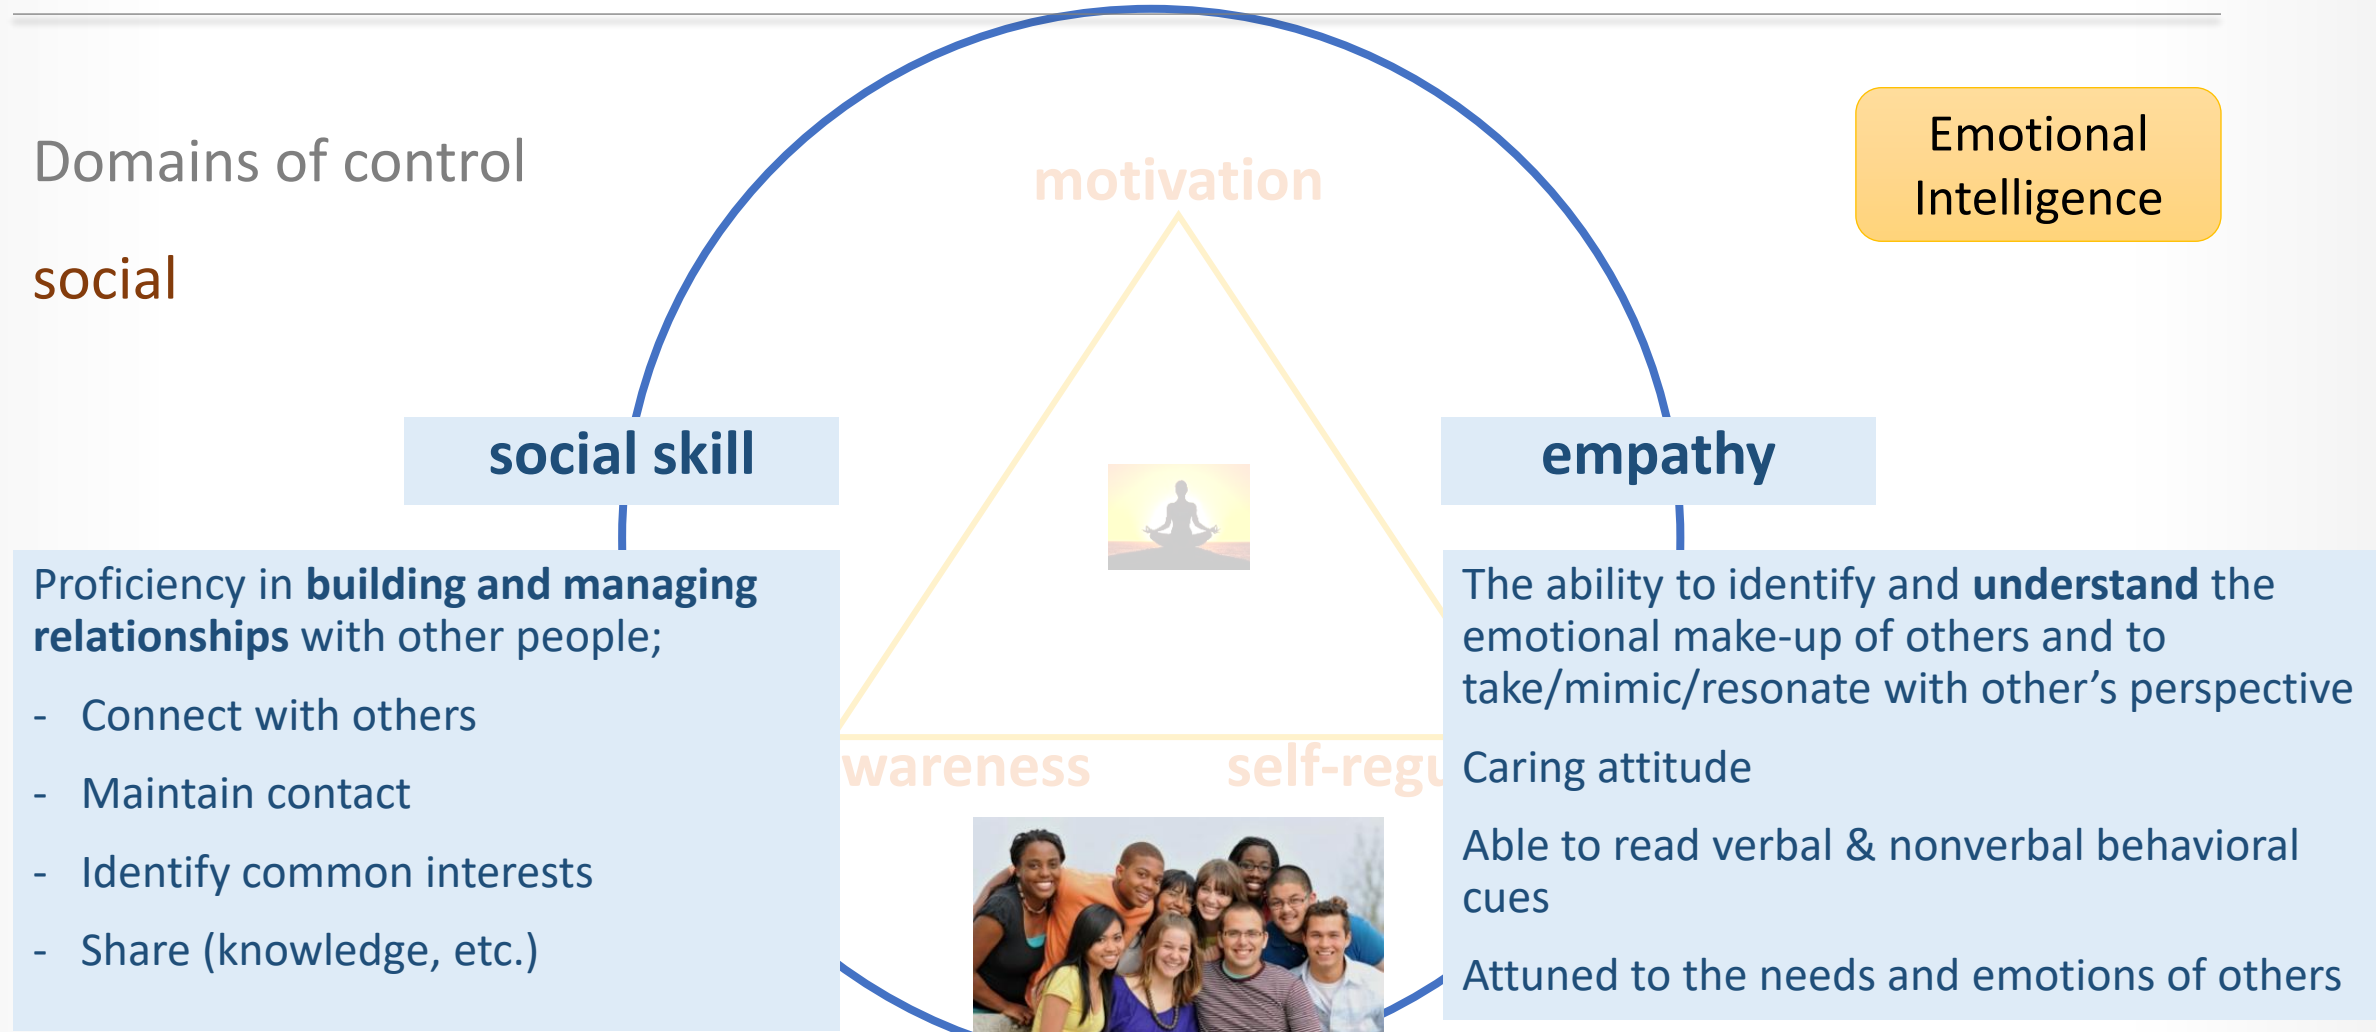 Domains of control
social
Emotional
Intelligence
motivation
social skill
empathy
Proficiency in building and managing
relationships with other people;
- Connect with others
- Maintain contact
- Identify common interests
- Share (knowledge, etc.)
wareness
self-regu
The ability to identify and understand the
emotional make-up of others and to
take/mimic/resonate with other’s perspective
Caring attitude
Able to read verbal & nonverbal behavioral
cues
Attuned to the needs and emotions of others